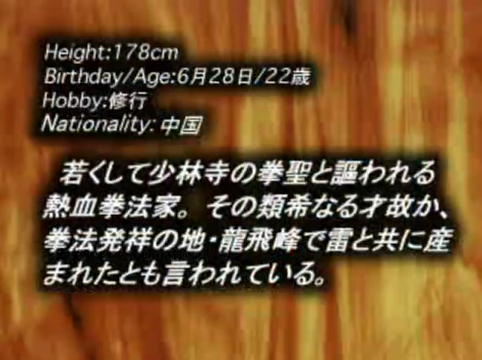 Height:178cm
Birthday/Age:6月28日/22歳
Hobby:修行
Nationality:中国
若くして少林寺の拳聖と謳われる
熱血拳法家。その類希なる才故か、
拳法発祥の地・龍飛峰で雷と共に産
まれたとも言われている。